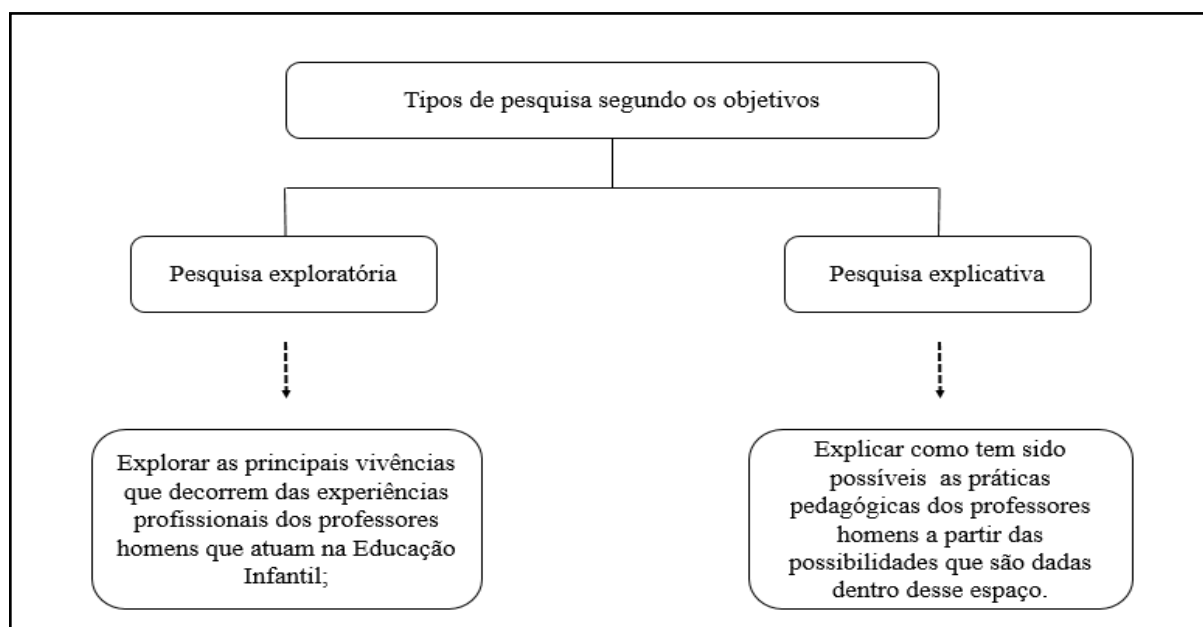 Tipos de pesquisa segundo os objetivos
Pesquisa exploratória
Pesquisa explicativa
Explorar as principais vivências
que decorrem das experiências
profissionais dos professores
homens que atuam na Educação
Infantil;
Explicar como tem sido
possíveis as práticas
pedagógicas dos professores
homens a partir das
possibilidades que são dadas
dentro desse espaço.